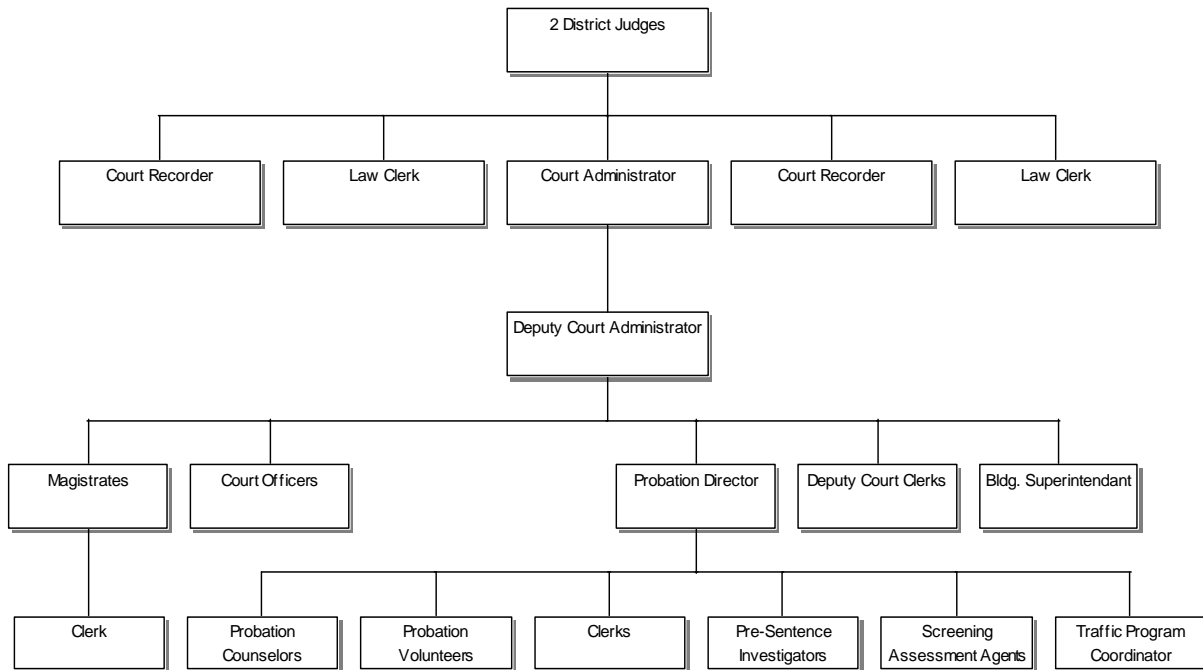 2 District Judges
Court Recorder
Law Clerk
Court Administrator
Court Recorder
Law Clerk
Deputy Court Administrator
Magistrates
Court Officers
Probation Director
Deputy Court Clerks
Bldg. Superintendant
Clerk
Probation
Counselors
Probation
Volunteers
Clerks
Pre-Sentence
Investigators
Screening
Assessment Agents
Traffic Program
Coordinator